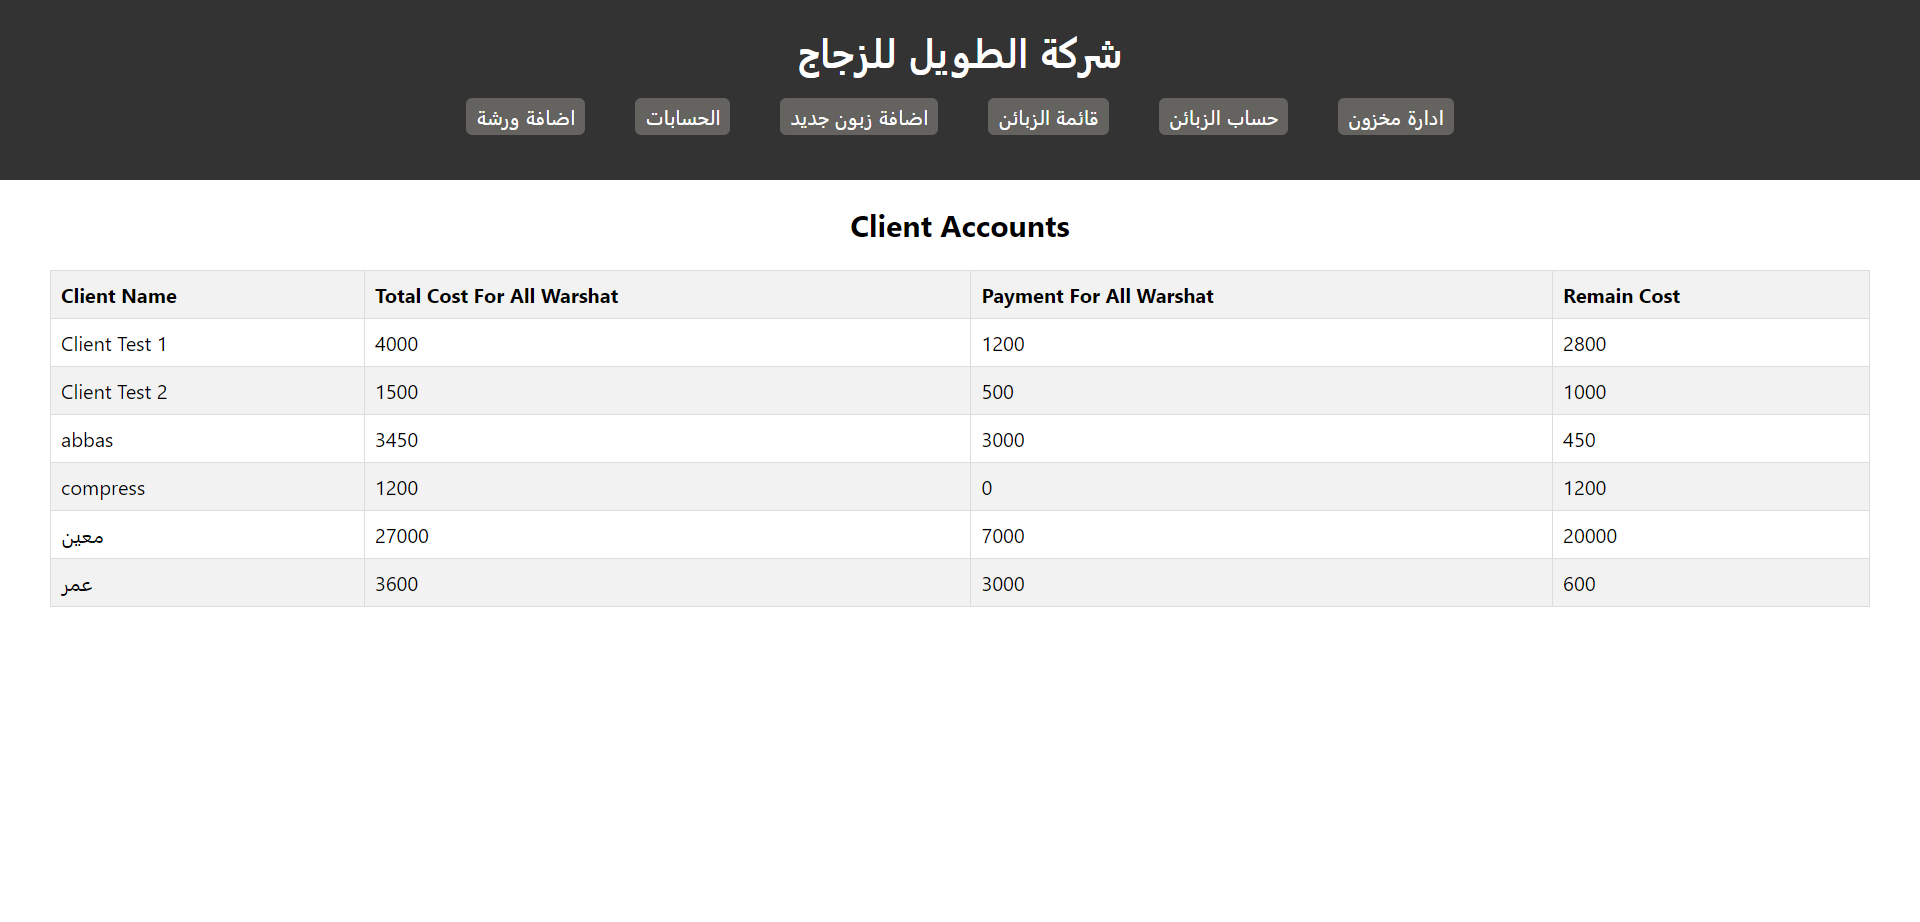 شركة الطويل للزجاج
ادارة مخزون حساب الزبائن قائمة الزبائن اضافة زبون جديد الحسابات اضافة ورشة
Client Accounts
Client Name Total Cost For All Warshat Payment For All Warshat Remain Cost
Client Test 1 4000 1200 2800
Client Test 2 1500 500 1000
abbas 3450 3000 450
compress 1200 0 1200
معين 27000 7000 20000
عمر 3600 3000 600